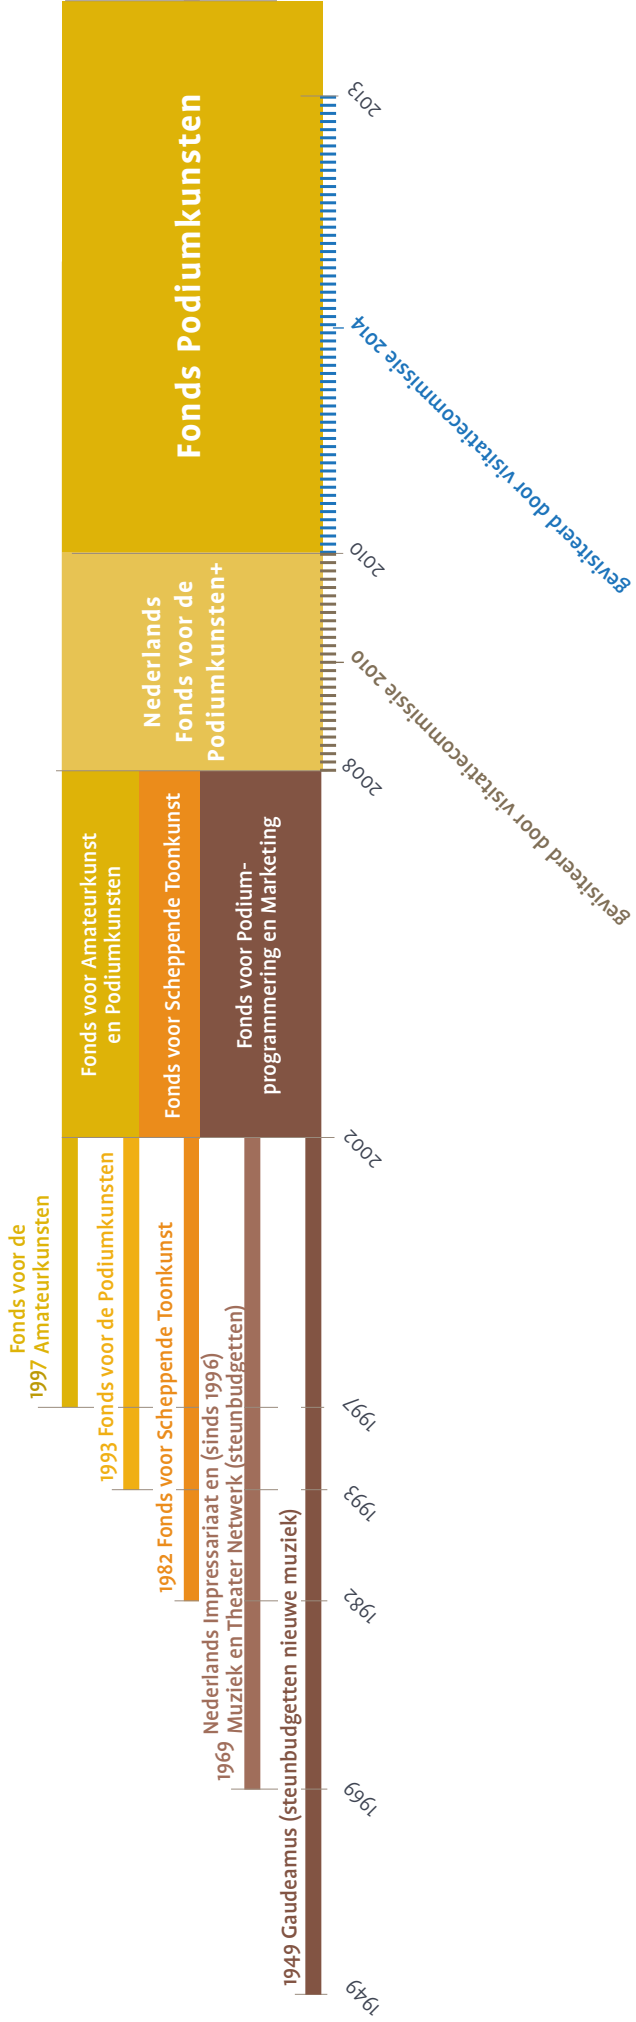 2013
Fonds Podiumkunsten
gevisiteerd door visitatiecommissie 2014
2010
Nederlands
Fonds voor de
Podiumkunsten+
gevisiteerd door visitatiecommissie 2010
2008
Fonds voor Amateurkunst
en Podiumkunsten
Fonds voor Scheppende Toonkunst
Fonds voor Podium-
programmering en Marketing
2002
Fonds voor de
1997 Amateurkunsten
1993 Fonds voor de Podiumkunsten
1982 Fonds voor Scheppende Toonkunst
Nederlands Impressariaat en (sinds 1996)
1969 Muziek en Theater Netwerk (steunbudgetten)
1949 Gaudeamus (steunbudgetten nieuwe muziek)
1997
1993
1982
1969
1949